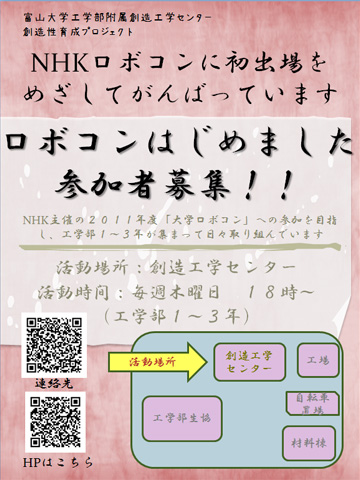 富山大学工学部附属創造工学センター
創造性育成プロジェクト
NHKロボコンに初出場を
めざしてがんばっています
ロボコンはじめました
参加者募集！！
NHK主催の２０１１年度「大学ロボコン」への参加を目指
し、工学部１～３年が集まって日々取り組んでいます
活動場所：創造工学センター
活動時間：毎週木曜日　１８時～
（工学部１～３年）
連絡先
HPはこちら
活動場所
創造工学
センター
工場
自転車
置場
工学部生協
材料棟